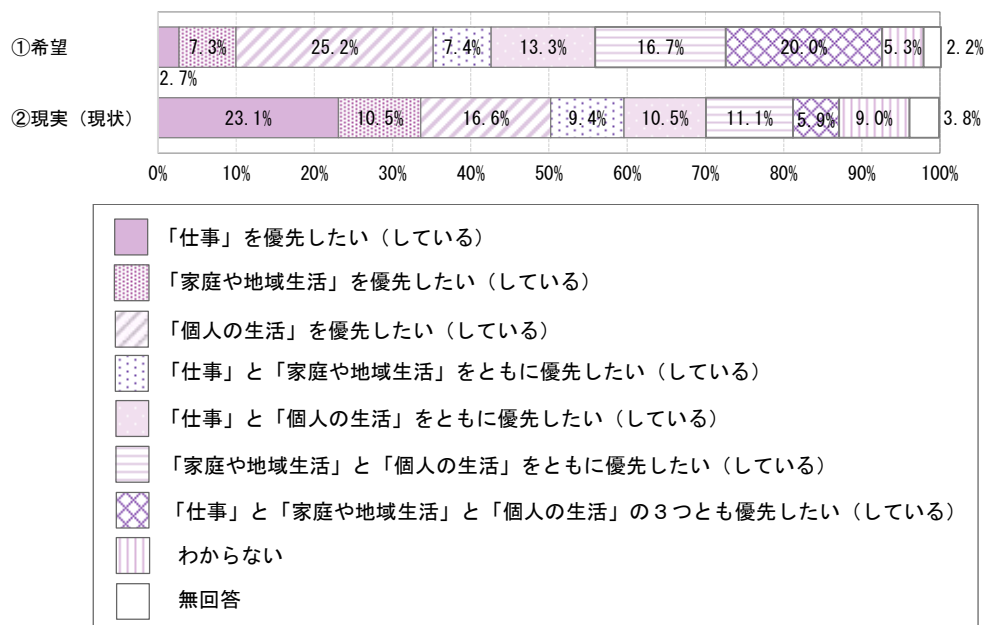 ①希望
7.3%
25.2%
7.4%
13.3%
16.7%
20.0%
5.3%
2.2%
2.7%
②現実（現状）
23.1%
10.5%
16.6%
9.4%
10.5%
11.1%
5.9%
9.0%
3.8%
0% 10% 20% 30% 40% 50% 60% 70% 80% 90% 100%
「仕事」を優先したい（している）
「家庭や地域生活」を優先したい（している）
「個人の生活」を優先したい（している）
「仕事」と「家庭や地域生活」をともに優先したい（している）
「仕事」と「個人の生活」をともに優先したい（している）
「家庭や地域生活」と「個人の生活」をともに優先したい（している）
「仕事」と「家庭や地域生活」と「個人の生活」の３つとも優先したい（している）
わからない
無回答